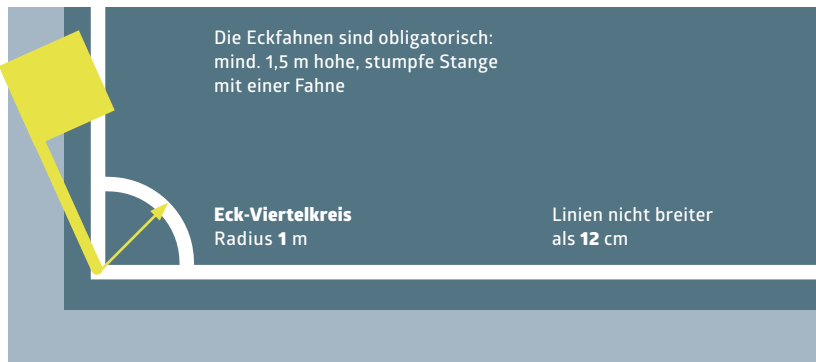 Die Eckfahnen sind obligatorisch:
mind. 1,5 m hohe, stumpfe Stange
mit einer Fahne
Eck-Viertelkreis
Radius 1 m
Linien nicht breiter
als 12 cm